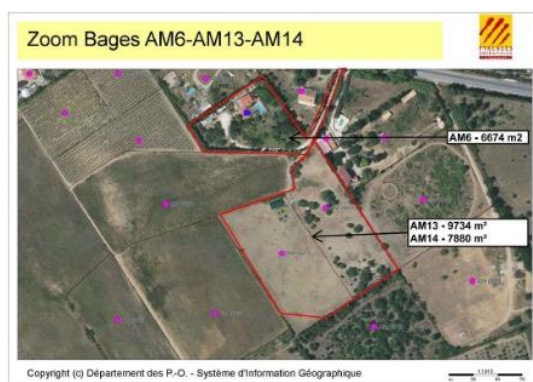 Zoom Bages AM6-AM13-AM14
PYRENEES
AM6 - 6674 m2
AM13 - 9734 m²
AM14 - 7880 m²
Copyright (c) Département des P.-O. - Système d'Information Géographique